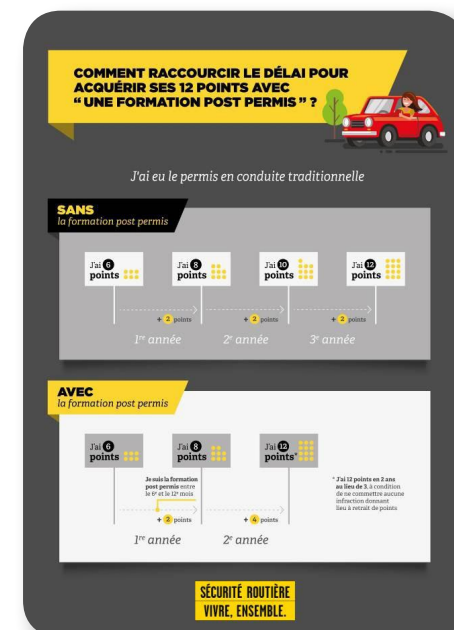 COMMENT RACCOURCIR LE DÉLAI POUR
ACQUÉRIR SES 12 POINTS AVEC
“ UNE FORMATION POST PERMIS ” ?
J'ai eu le permis en conduite traditionnelle
SANS
la formation post permis
J'ai 6
points
J'ai 8
points
J'ai 10
points
J'ai 12
points
+ 2 points
+ 2 points
+ 2 points
1re année
2e année
3e année
AVEC
la formation post permis
J'ai 6
points
J'ai 8
points
J'ai 12
points*
Je suis la formation
post permis entre
le 6e et le 12e mois
+ 2 points
+ 4 points
1re année
2e année
* J'ai 12 points en 2 ans
au lieu de 3, à condition
de ne commettre aucune
infraction donnant
lieu à retrait de points
SÉCURITÉ ROUTIÈRE
VIVRE, ENSEMBLE.